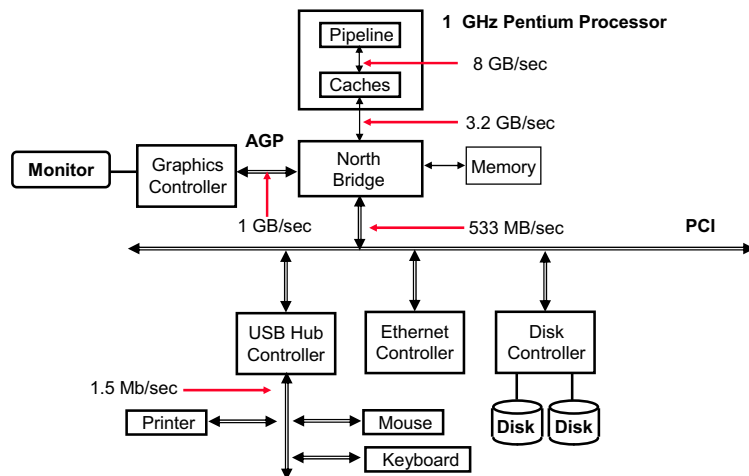 1 GHz Pentium Processor
Pipeline
8 GB/sec
Caches
3.2 GB/sec
AGP
Monitor
Graphics
Controller
North
Bridge
Memory
1 GB/sec
533 MB/sec
PCI
USB Hub
Controller
Ethernet
Controller
Disk
Controller
1.5 Mb/sec
Printer
Mouse
Disk
Disk
Keyboard